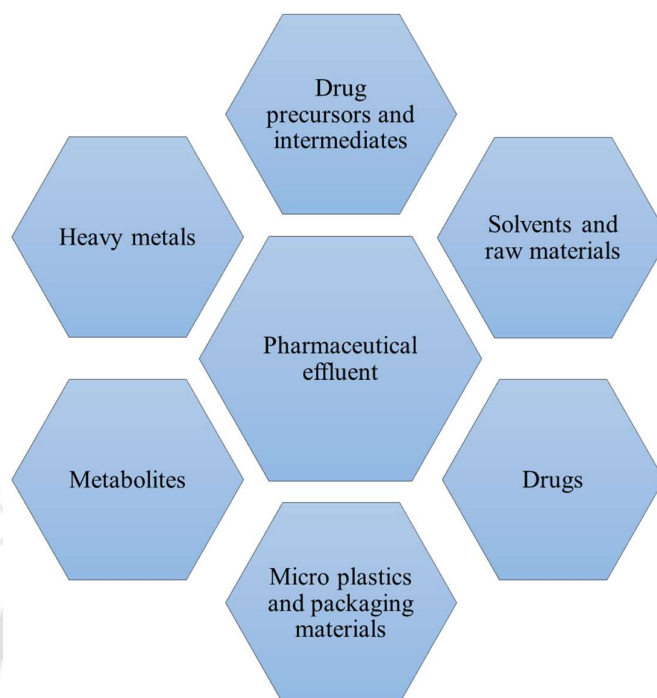 Drug
precursors and
intermediates
Heavy metals
Solvents and
raw materials
Pharmaceutical
effluent
Metabolites
Drugs
Micro plastics
and packaging
materials